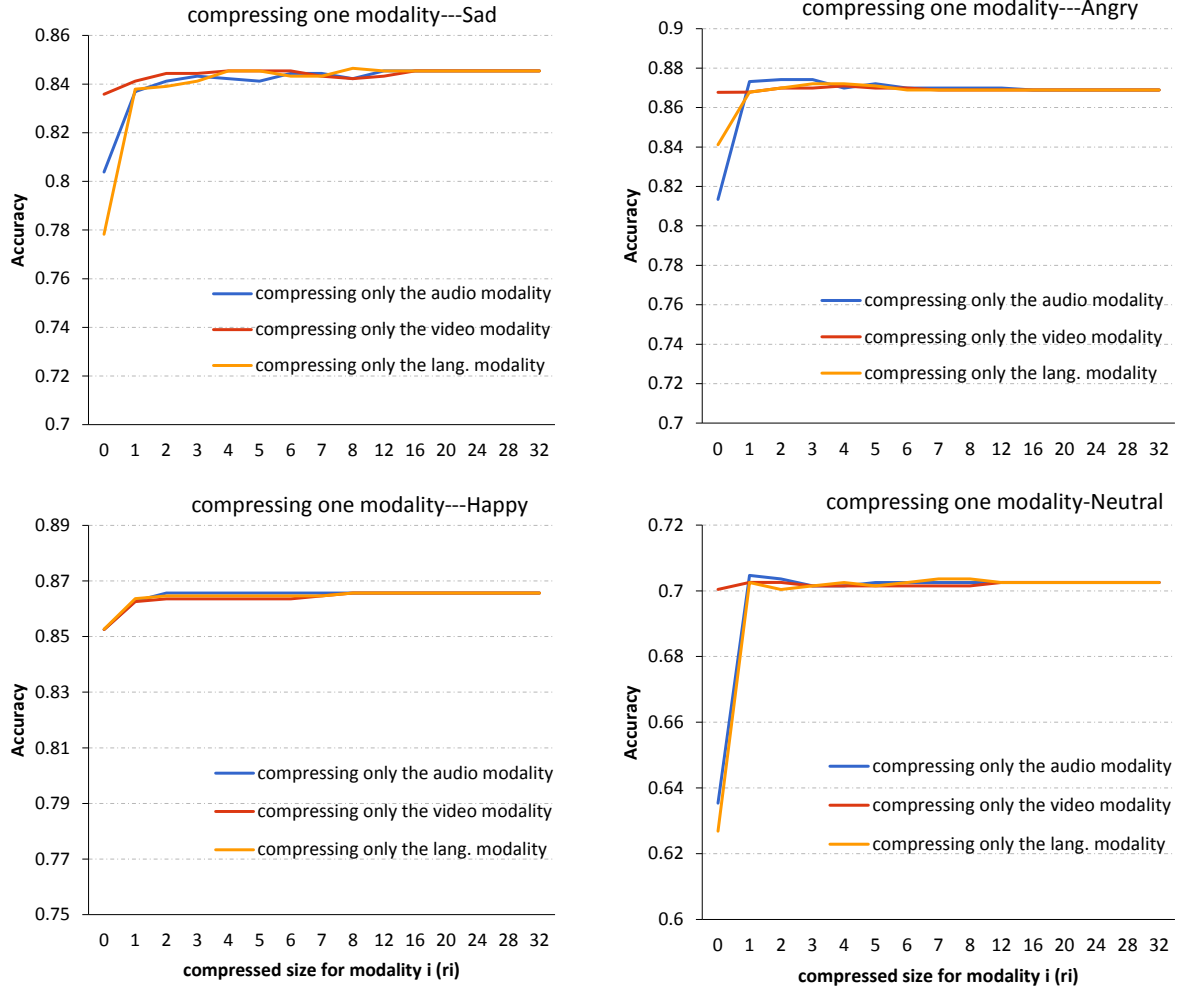 compressing one modality---Sad
0.86
0.84
0.82
0.8
0.78
0.76
0.74
0.72
0.7
Accuracy
compressing only the audio modality
compressing only the video modality
compressing only the lang. modality
0 1 2 3 4 5 6 7 8 12 16 20 24 28 32
compressing one modality---Angry
0.9
0.88
0.86
0.84
0.82
0.8
0.78
0.76
0.74
0.72
0.7
Accuracy
compressing only the audio modality
compressing only the video modality
compressing only the lang. modality
0 1 2 3 4 5 6 7 8 12 16 20 24 28 32
compressing one modality---Happy
0.89
0.87
0.85
0.83
0.81
0.79
0.77
0.75
Accuracy
compressing only the audio modality
compressing only the video modality
compressing only the lang. modality
0 1 2 3 4 5 6 7 8 12 16 20 24 28 32
compressed size for modality i (ri)
compressing one modality-Neutral
0.72
0.7
0.68
0.66
0.64
0.62
0.6
Accuracy
compressing only the audio modality
compressing only the video modality
compressing only the lang. modality
0 1 2 3 4 5 6 7 8 12 16 20 24 28 32
compressed size for modality i (ri)